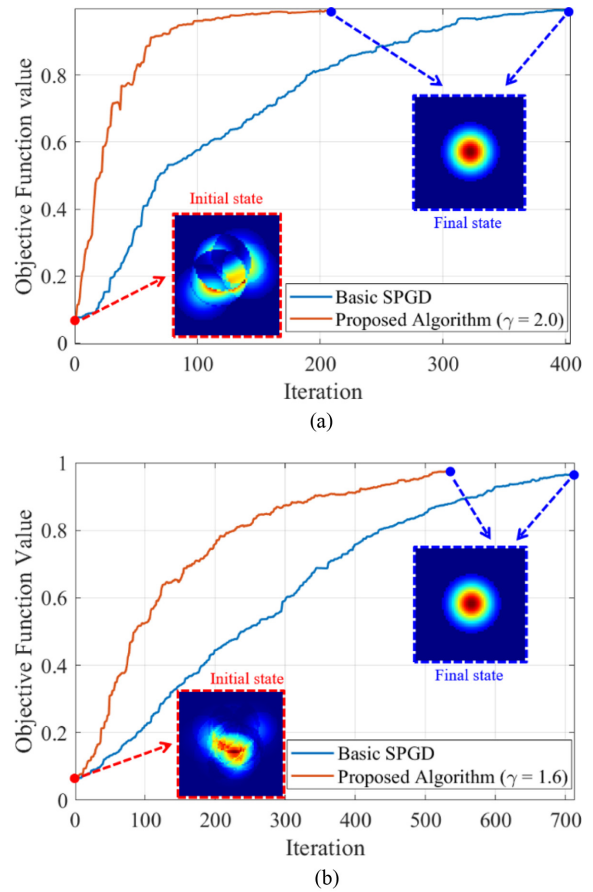 0.8
0.6
0.4
0.2
0
Objective Function value
Initial state
Final state
Basic SPGD
Proposed Algorithm (γ = 2.0)
0 100 200 300 400
Iteration
(a)
1
0.8
0.6
0.4
0.2
0
Objective Function Value
Initial state
Final state
Basic SPGD
Proposed Algorithm (γ = 1.6)
0 100 200 300 400 500 600 700
Iteration
(b)